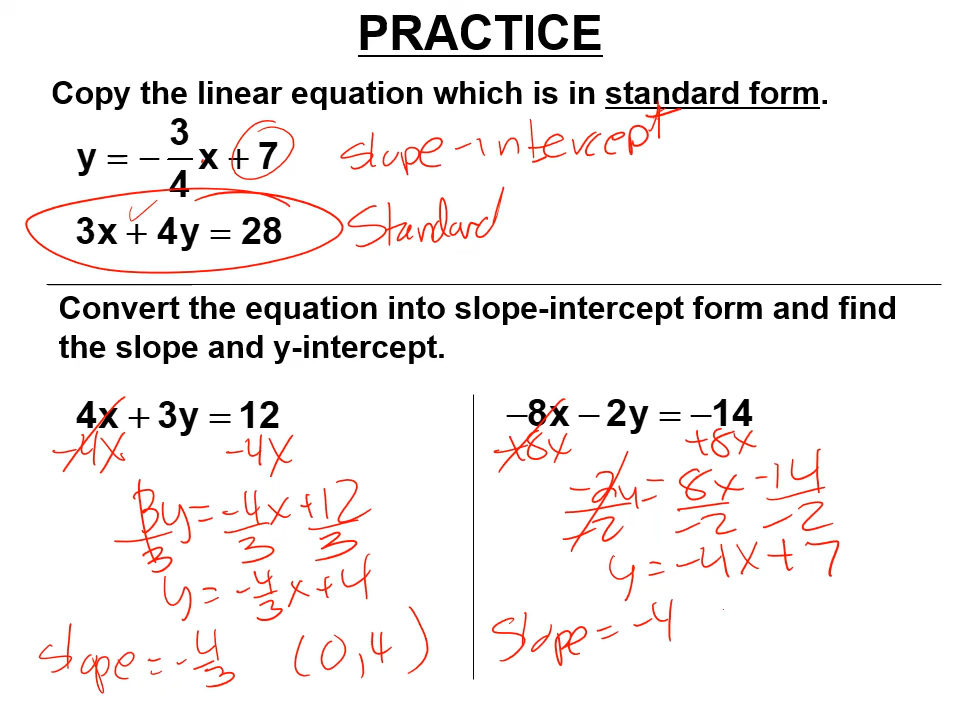 PRACTICE
Copy the linear equation which is in standard form.
y = −3/4 x + 7 slope-intercept
3x + 4y = 28 Standard
Convert the equation into slope-intercept form and find
the slope and y-intercept.
4x + 3y = 12
-4x -4x
3y/3 = -4x/3 + 12/3
y = -4/3 x + 4
slope = -4/3 (0,4)
−8x − 2y = −14
+8x +8x
-2y/-2 = 8x/-2 -14/-2
y = -4x + 7
Slope = -4